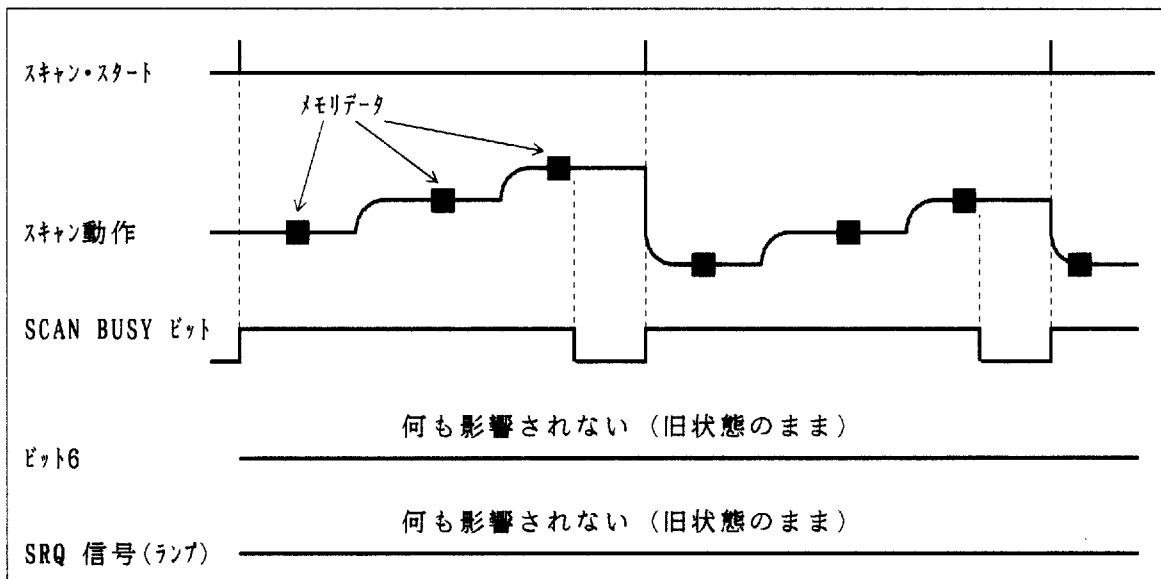 スキャン・スタート
メモリデータ
スキャン動作
SCAN BUSY ビット
何も影響されない（旧状態のまま）
ビット6
何も影響されない（旧状態のまま）
SRQ 信号(ランプ)